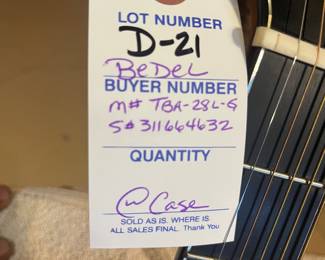 LOT NUMBER
D-21
BeDeL
BUYER NUMBER
m# TBA-28L-G
S# 311664632
QUANTITY
@w Case
SOLD AS IS. WHERE IS
ALL SALES FINAL. Thank You